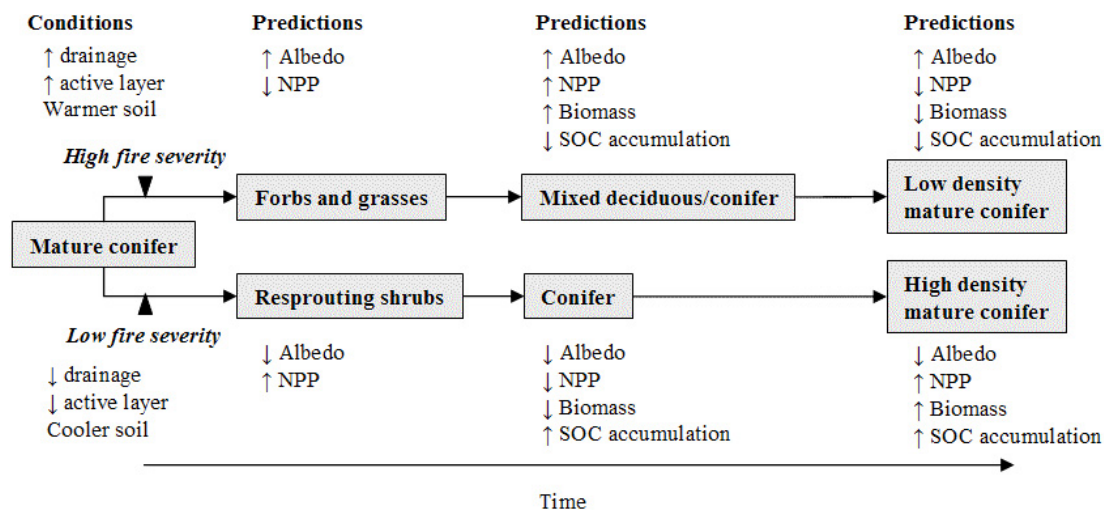 Conditions
↑ drainage
↑ active layer
Warmer soil
Predictions
↑ Albedo
↓ NPP
Predictions
↑ Albedo
↑ NPP
↑ Biomass
↓ SOC accumulation
Predictions
↑ Albedo
↓ NPP
↓ Biomass
↓ SOC accumulation
High fire severity
Forbs and grasses
Mixed deciduous/conifer
Low density
mature conifer
Mature conifer
Resprouting shrubs
Conifer
High density
mature conifer
Low fire severity
↓ drainage
↓ active layer
Cooler soil
↓ Albedo
↑ NPP
↓ Albedo
↓ NPP
↓ Biomass
↑ SOC accumulation
↓ Albedo
↑ NPP
↑ Biomass
↑ SOC accumulation
Time